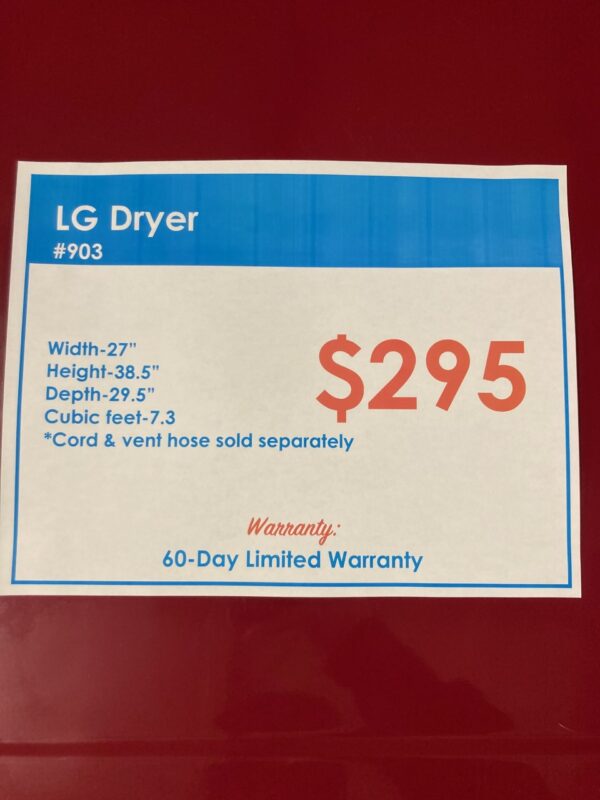 LG Dryer
#903
Width-27”
Height-38.5”
Depth-29.5”
Cubic feet-7.3
*Cord & vent hose sold separately
$295
Warranty:
60-Day Limited Warranty